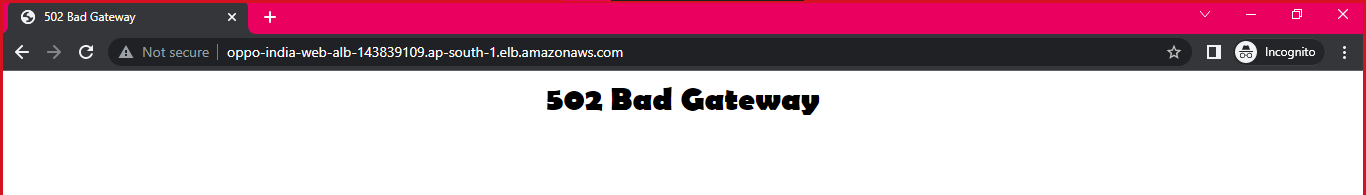 502 Bad Gateway
Not secure oppo-india-web-alb-143839109.ap-south-1.elb.amazonaws.com Incognito
502 Bad Gateway